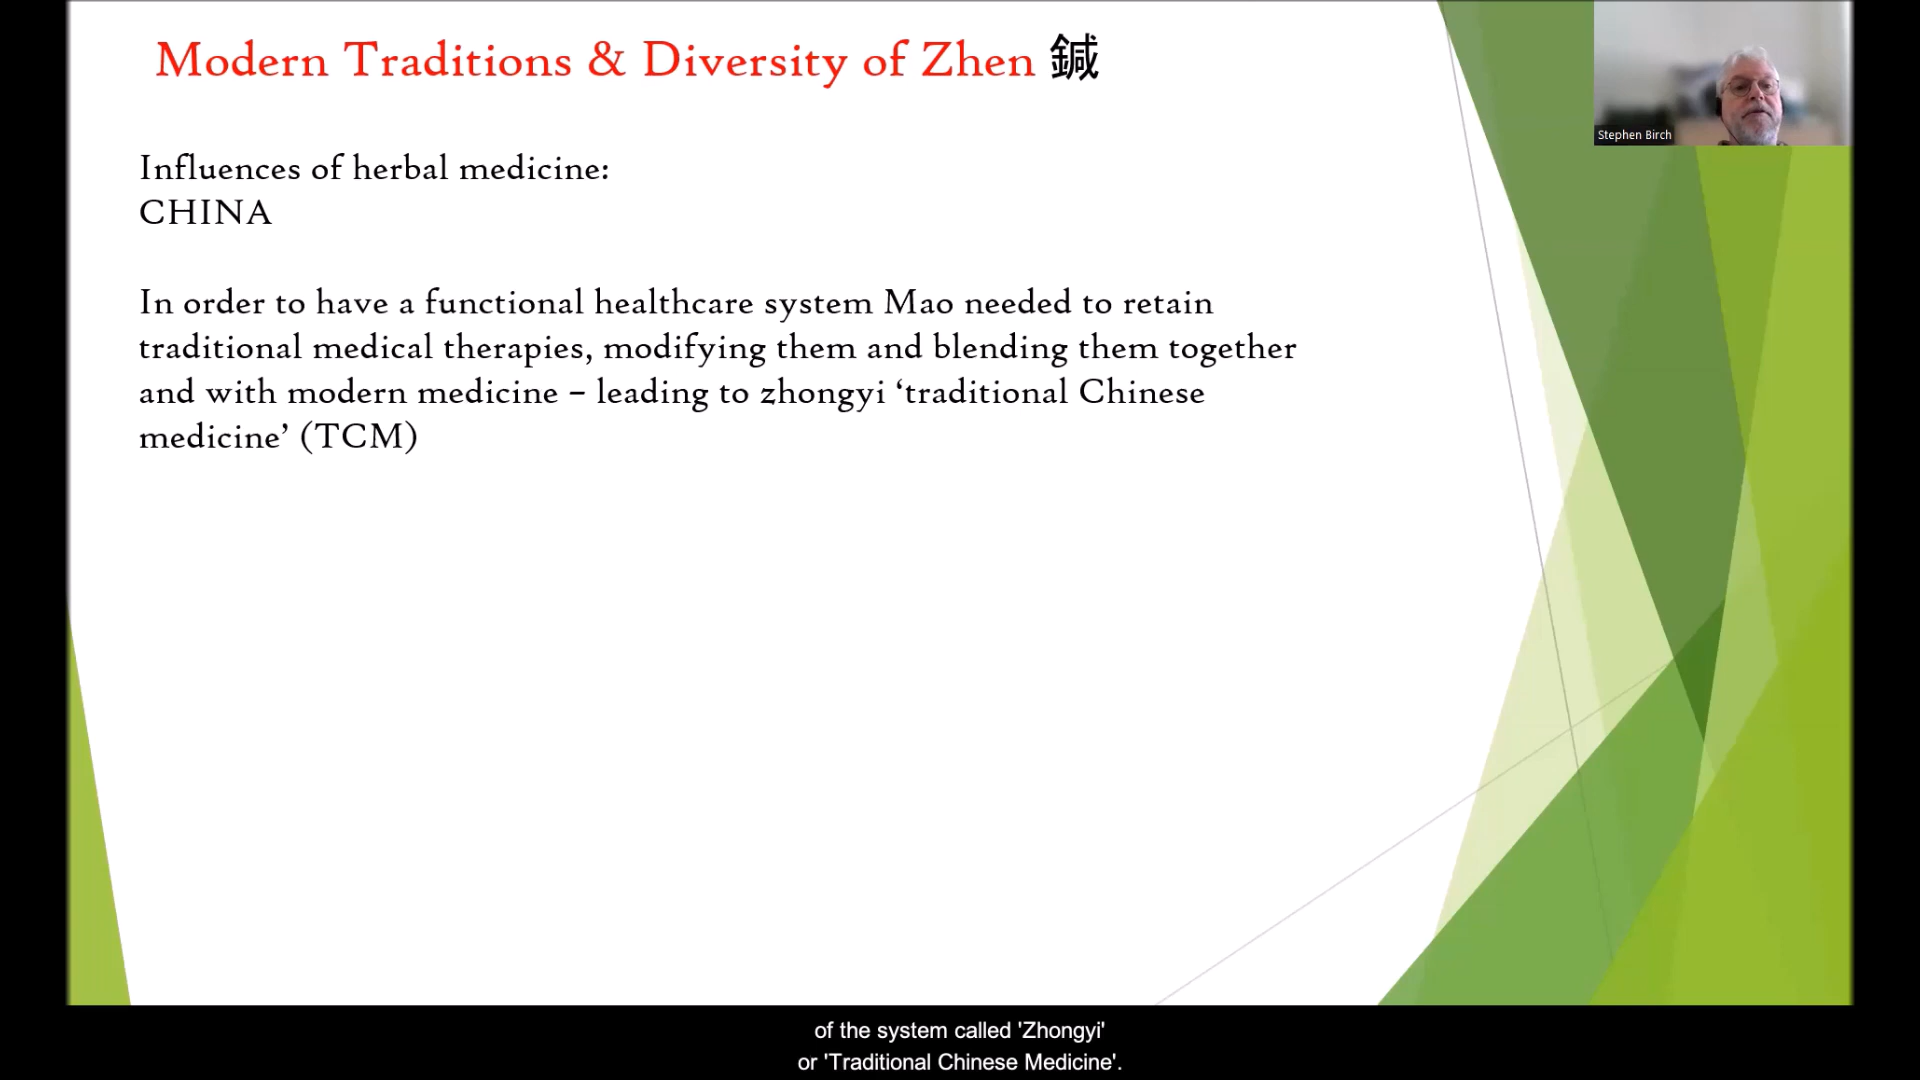 Modern Traditions & Diversity of Zhen 鍼
Stephen Birch
Influences of herbal medicine:
CHINA
In order to have a functional healthcare system Mao needed to retain
traditional medical therapies, modifying them and blending them together
and with modern medicine – leading to zhongyi ‘traditional Chinese
medicine’ (TCM)
of the system called 'Zhongyi'
or 'Traditional Chinese Medicine'.